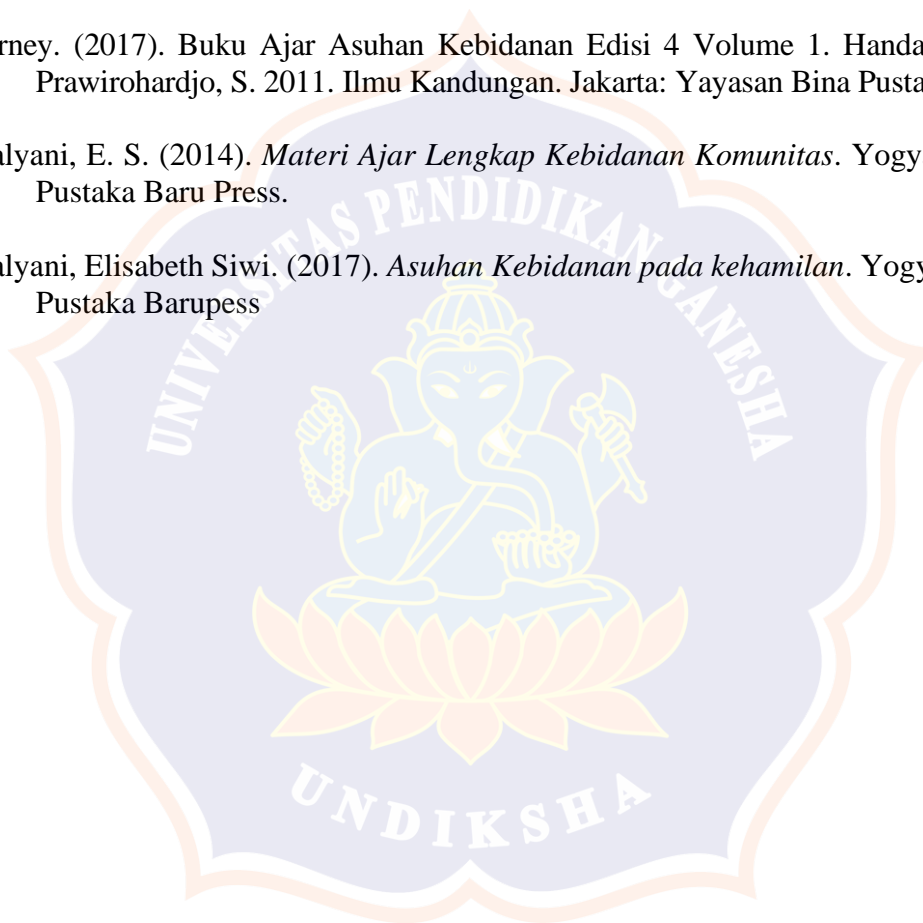 rney. (2017). Buku Ajar Asuhan Kebidanan Edisi 4 Volume 1. Handa
Prawirohardjo, S. 2011. Ilmu Kandungan. Jakarta: Yayasan Bina Pusta
alyani, E. S. (2014). Materi Ajar Lengkap Kebidanan Komunitas. Yogy
Pustaka Baru Press.
alyani, Elisabeth Siwi. (2017). Asuhan Kebidanan pada kehamilan. Yogy
Pustaka Barupess
UNIVERSITAS PENDIDIKAN GANESHA
UNDIKSHA